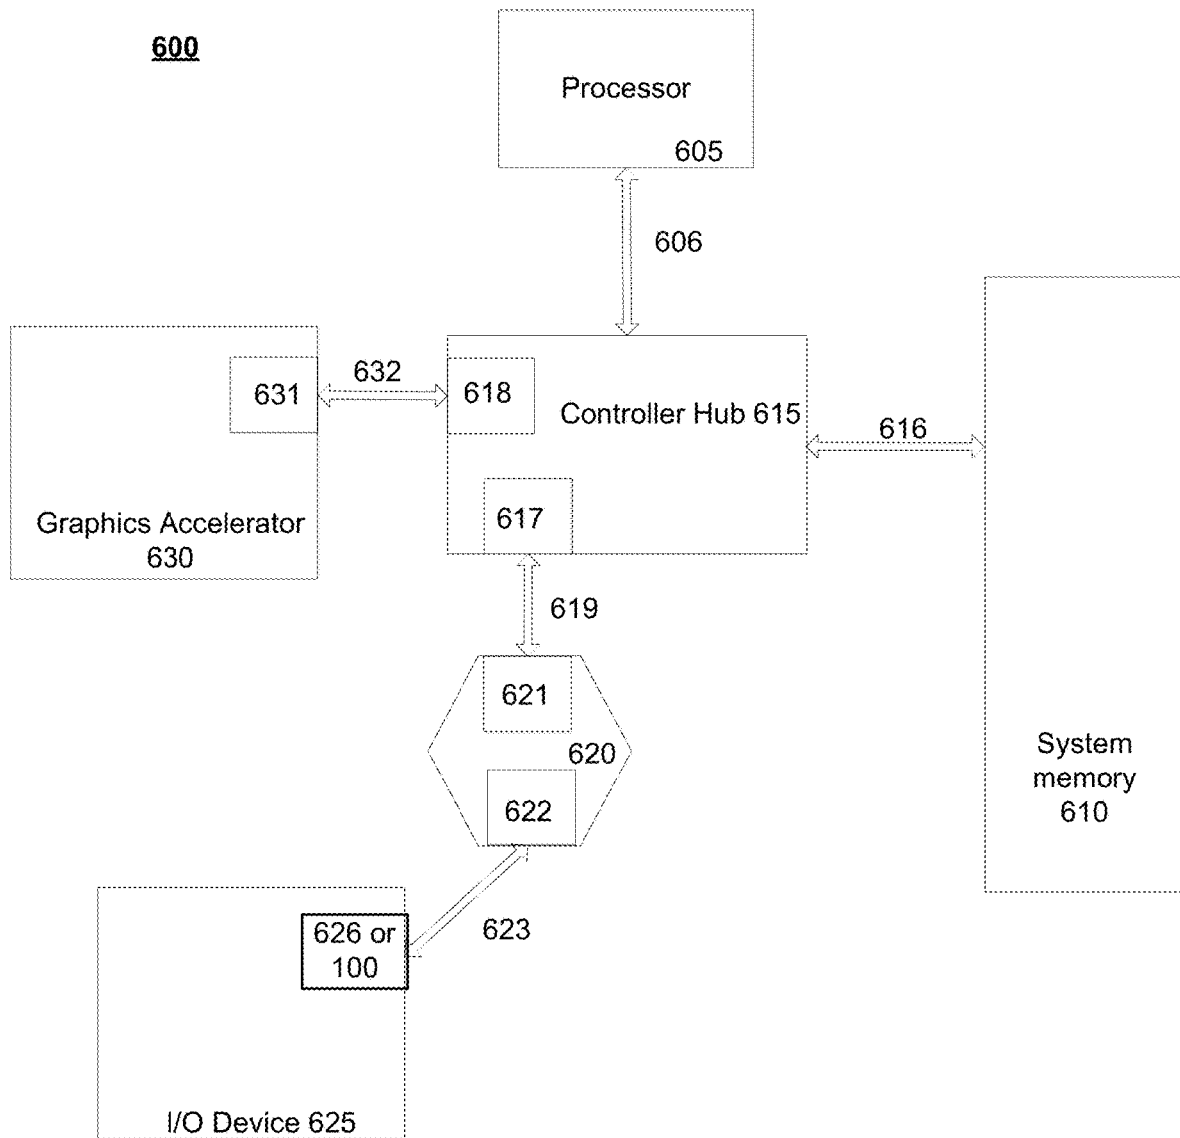 600
Processor
605
606
631
632
618
Controller Hub 615
616
Graphics Accelerator
630
617
619
621
620
622
System
memory
610
626 or
100
623
I/O Device 625